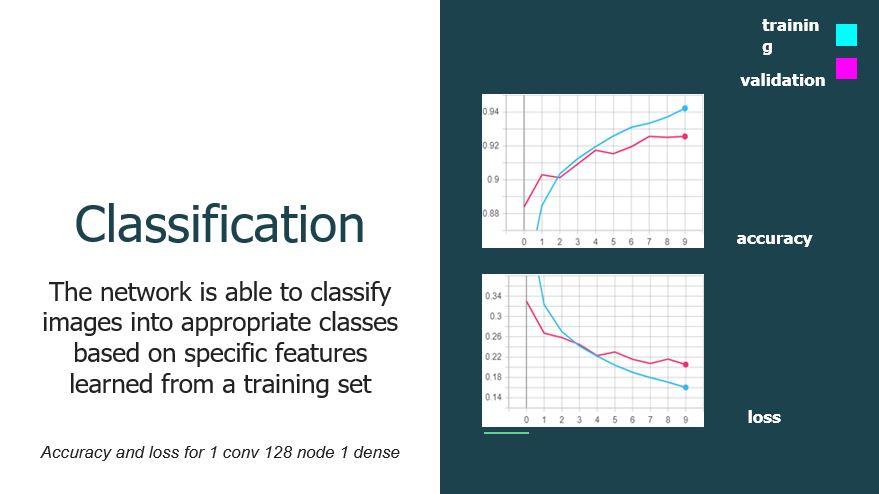 Classification
The network is able to classify
images into appropriate classes
based on specific features
learned from a training set
Accuracy and loss for 1 conv 128 node 1 dense
trainin
g
validation
0.94
0.92
0.9
0.88
0 1 2 3 4 5 6 7 8 9
accuracy
0.34
0.3
0.26
0.22
0.18
0.14
0 1 2 3 4 5 6 7 8 9
loss